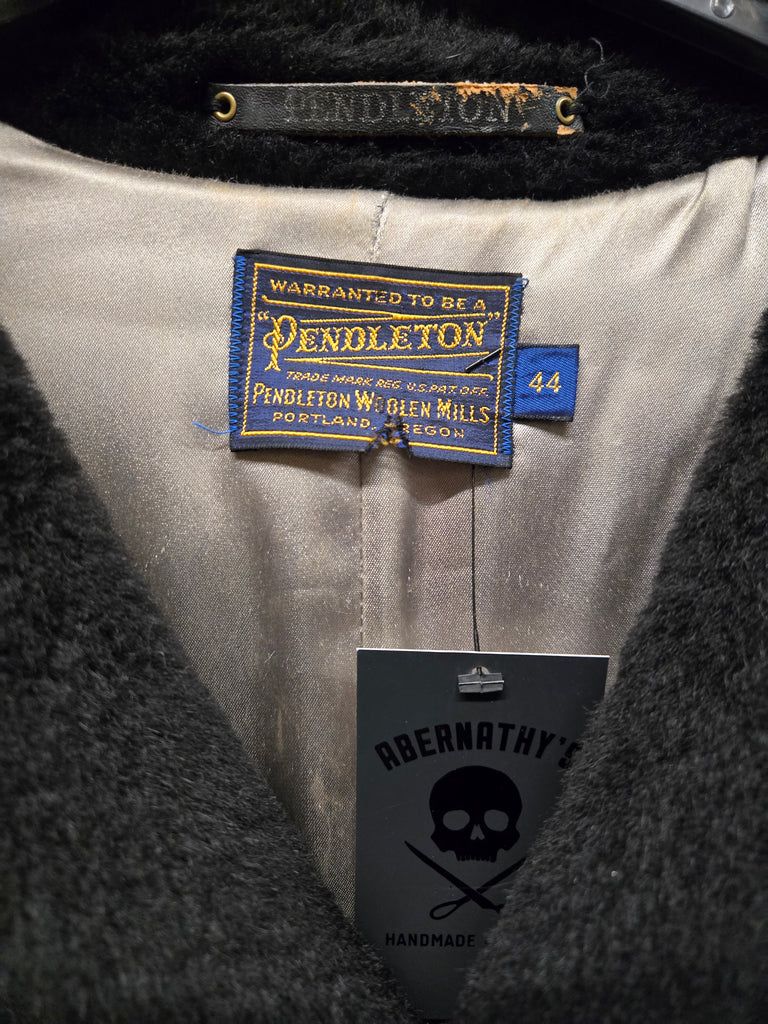 PENDLETON
WARRANTED TO BE A
"PENDLETON"
TRADE MARK REG. U.S. PAT. OFF.
PENDLETON WOOLEN MILLS
PORTLAND, OREGON
44
ABERNATHY'S
HANDMADE